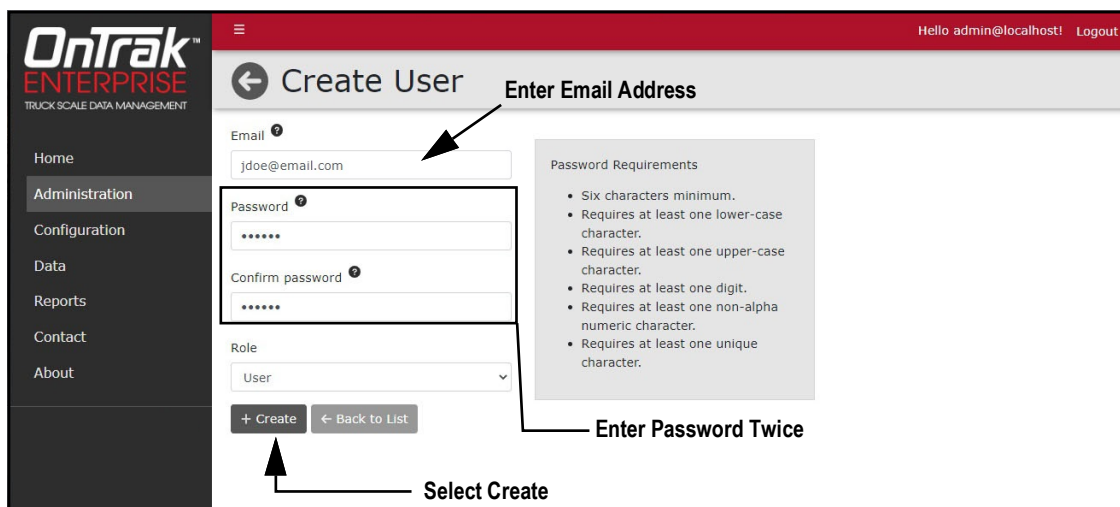 OnTrak™
ENTERPRISE
TRUCK SCALE DATA MANAGEMENT
Home
Administration
Configuration
Data
Reports
Contact
About
Hello admin@localhost! Logout
Create User
Enter Email Address
Email
jdoe@email.com
Password
••••••
Confirm password
••••••
Role
User
+ Create
← Back to List
Password Requirements
• Six characters minimum.
• Requires at least one lower-case
character.
• Requires at least one upper-case
character.
• Requires at least one digit.
• Requires at least one non-alpha
numeric character.
• Requires at least one unique
character.
Enter Password Twice
Select Create